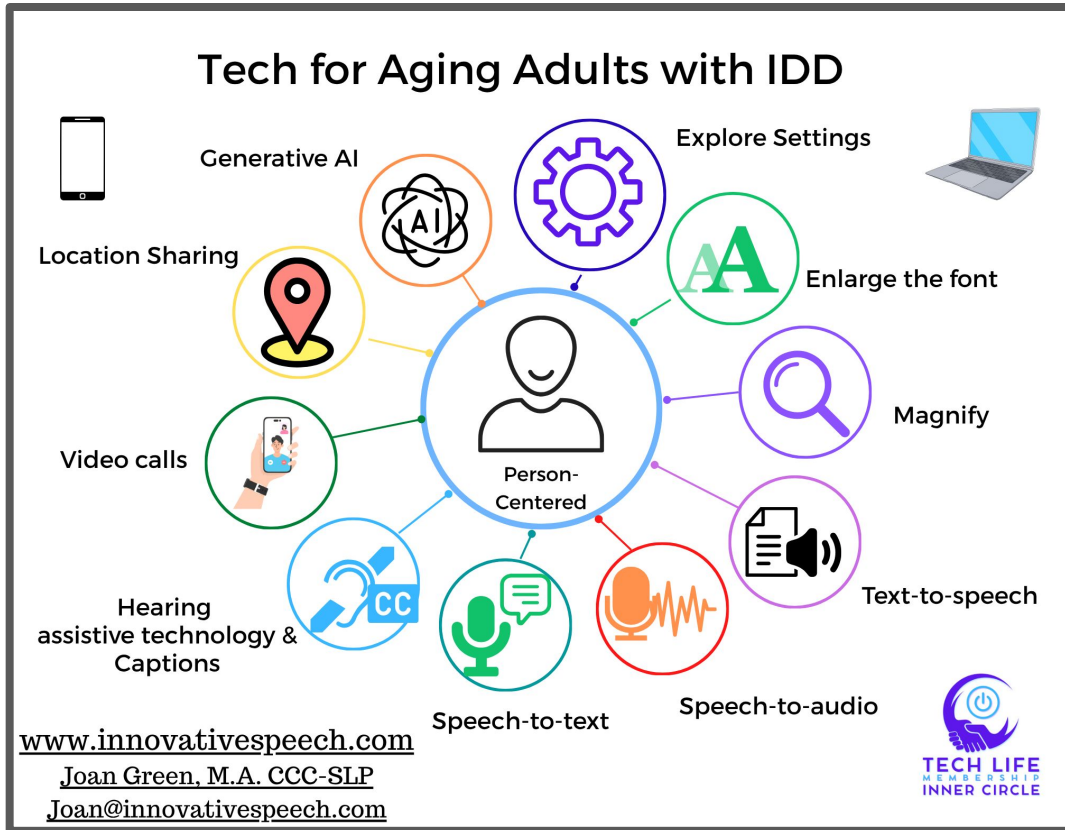 Tech for Aging Adults with IDD
Generative AI
AI
Explore Settings
Location Sharing
AA
Enlarge the font
Magnify
Video calls
Person-
Centered
CC
Text-to-speech
Hearing
assistive technology &
Captions
Speech-to-text
Speech-to-audio
www.innovativespeech.com
Joan Green, M.A. CCC-SLP
Joan@innovativespeech.com
TECH LIFE
MEMBERSHIP
INNER CIRCLE